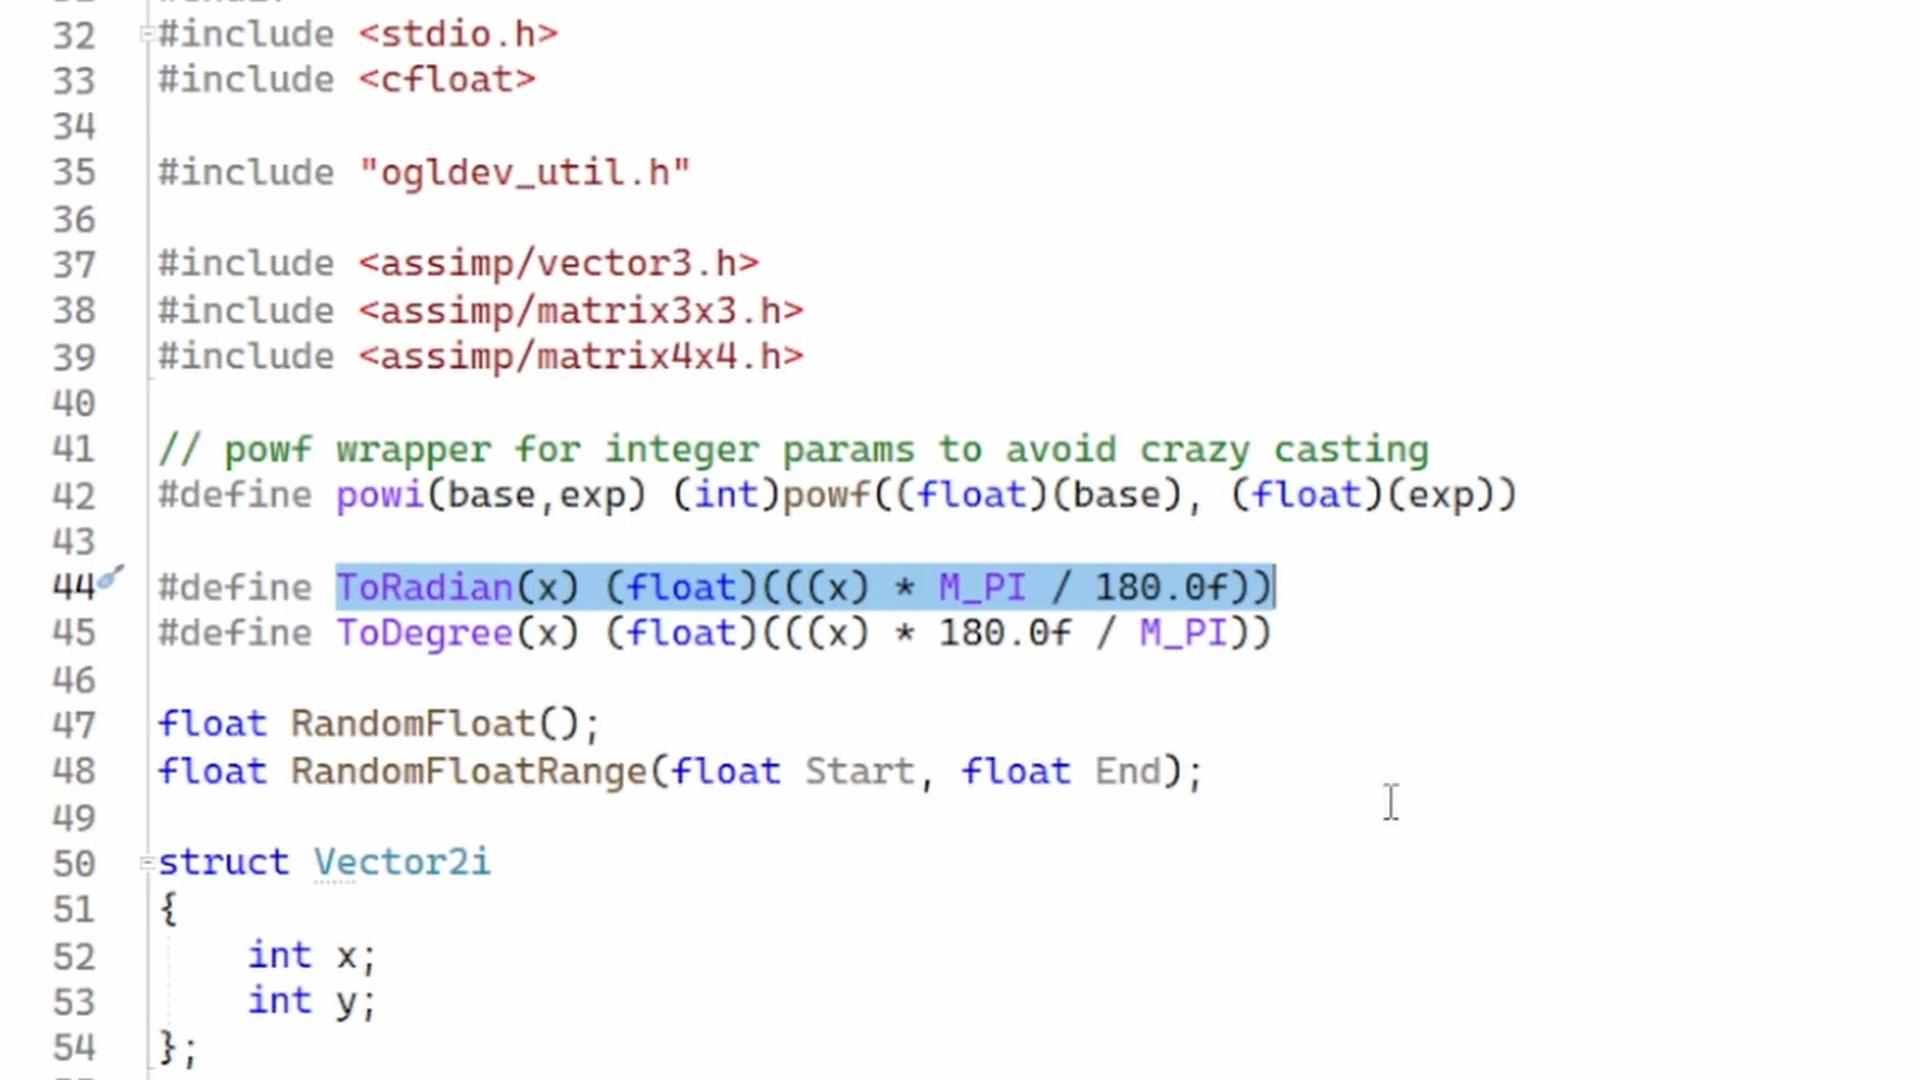 32 #include <stdio.h>
33 #include <cfloat>
34
35 #include "ogldev_util.h"
36
37 #include <assimp/vector3.h>
38 #include <assimp/matrix3x3.h>
39 #include <assimp/matrix4x4.h>
40
41 // powf wrapper for integer params to avoid crazy casting
42 #define powi(base,exp) (int)powf((float)(base), (float)(exp))
43
44 #define ToRadian(x) (float)(((x) * M_PI / 180.0f))
45 #define ToDegree(x) (float)(((x) * 180.0f / M_PI))
46
47 float RandomFloat();
48 float RandomFloatRange(float Start, float End);
49
50 struct Vector2i
51 {
52     int x;
53     int y;
54 };